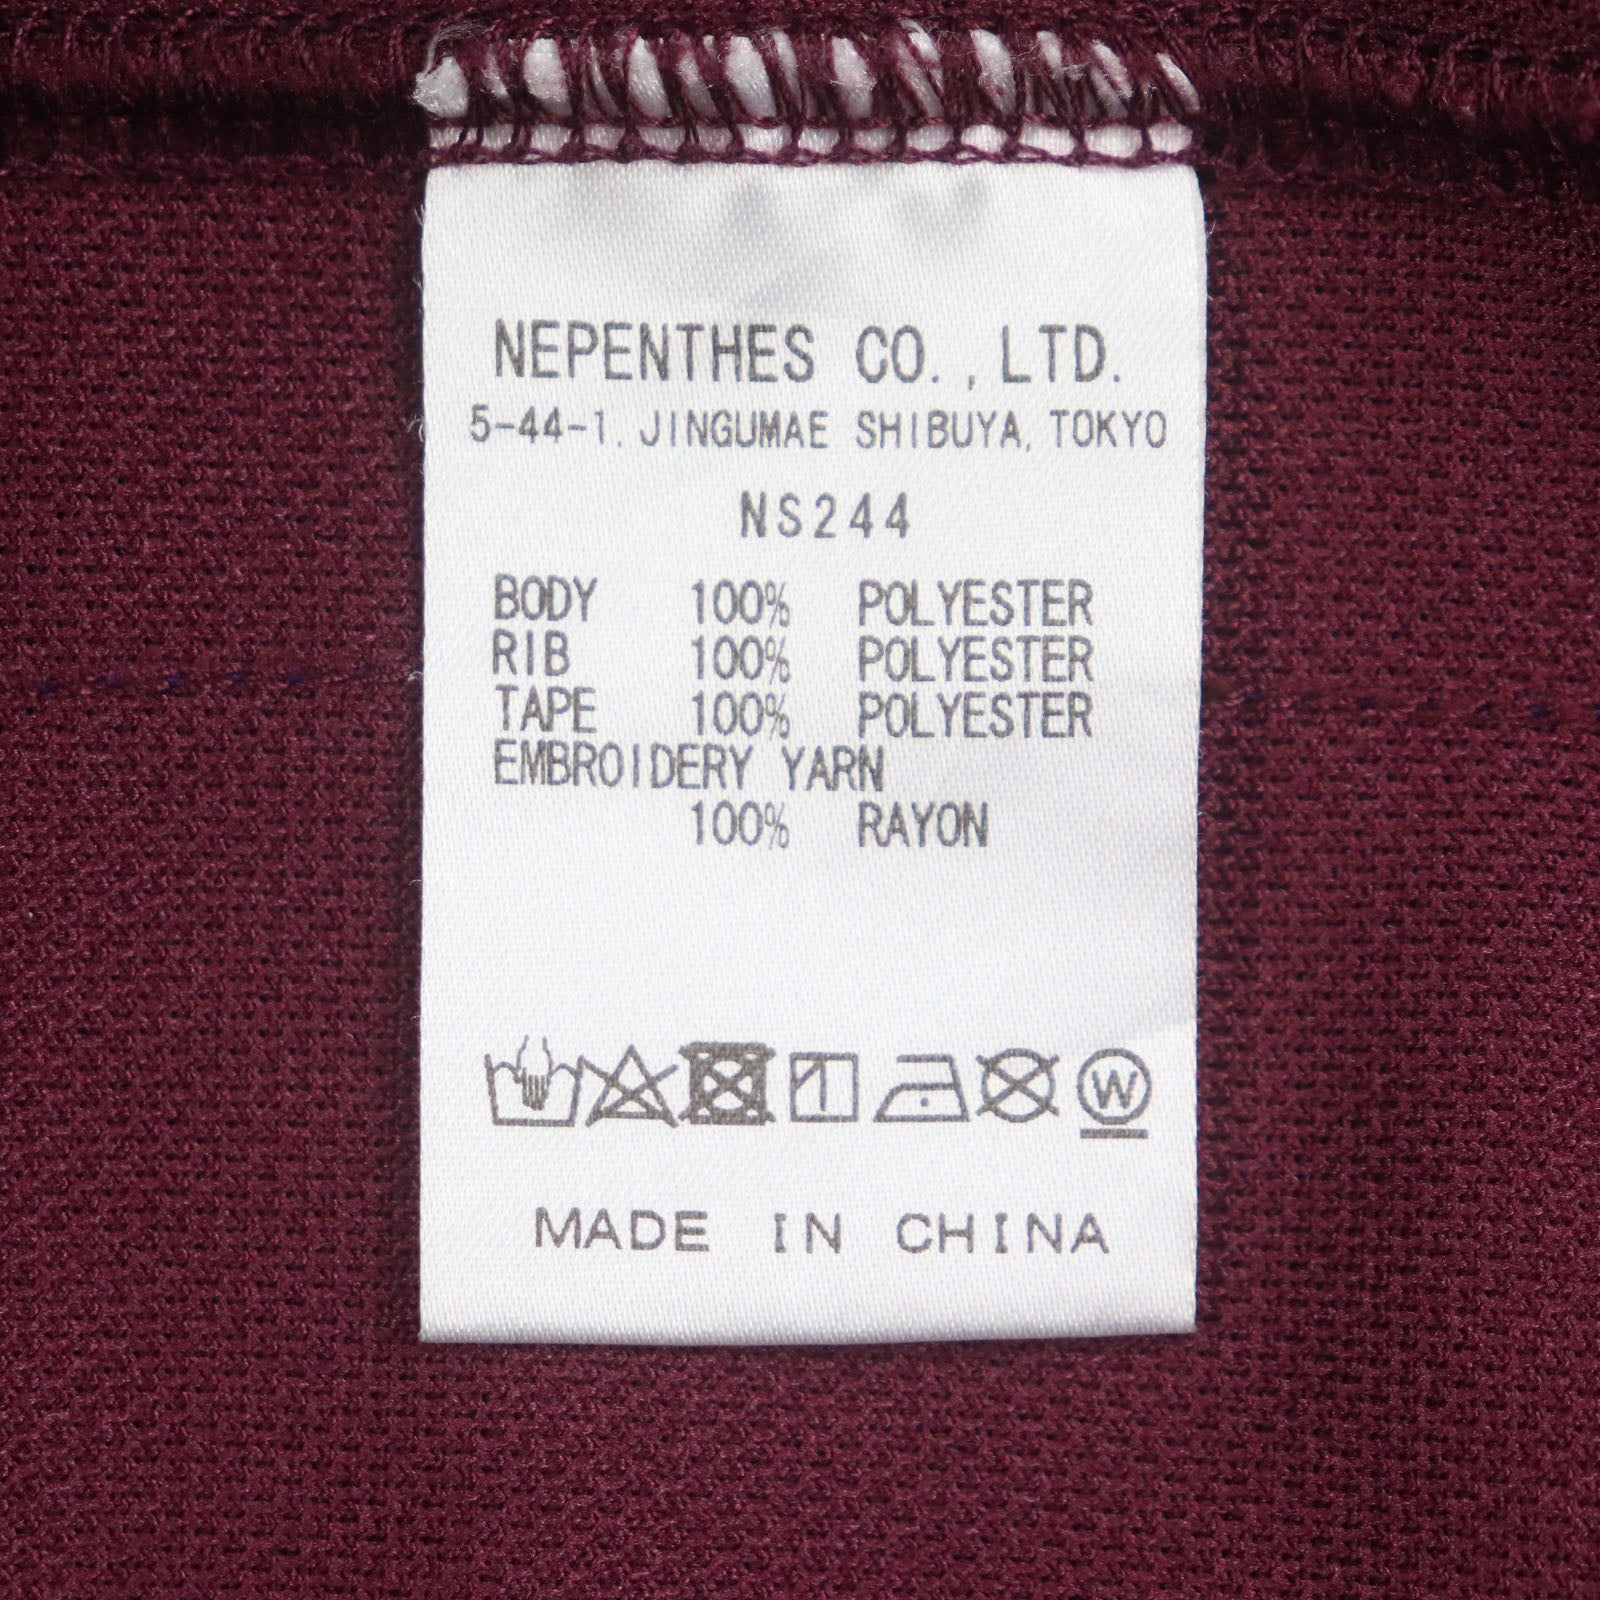 NEPENTHES CO., LTD.
5-44-1, JINGUMAE SHIBUYA, TOKYO
NS244
BODY 100% POLYESTER
RIB 100% POLYESTER
TAPE 100% POLYESTER
EMBROIDERY YARN
100% RAYON
W
MADE IN CHINA